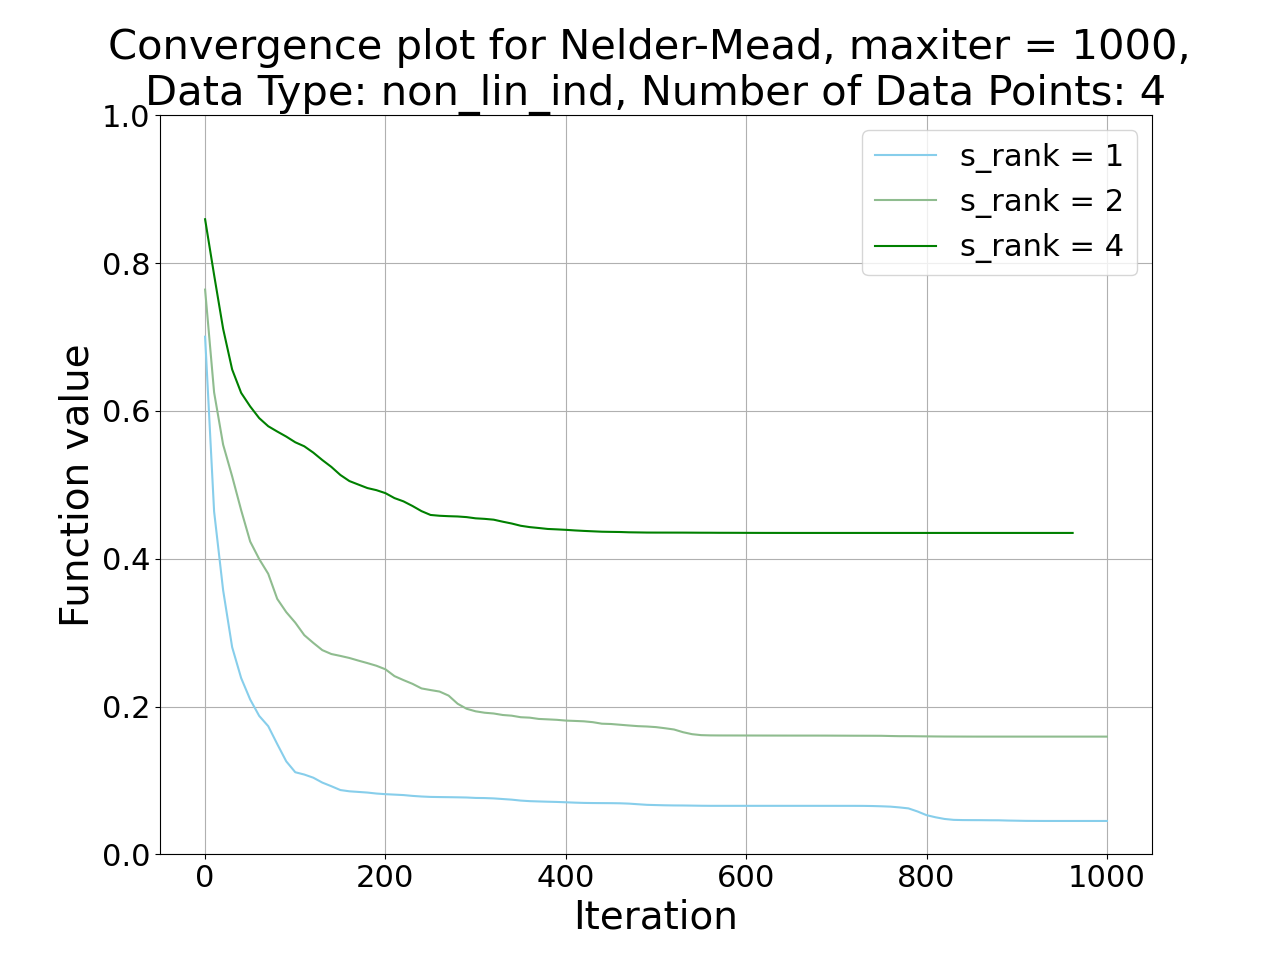 Convergence plot for Nelder-Mead, maxiter = 1000,
Data Type: non_lin_ind, Number of Data Points: 4
1.0
0.8
0.6
0.4
0.2
0.0
Function value
s_rank = 1
s_rank = 2
s_rank = 4
0 200 400 600 800 1000
Iteration